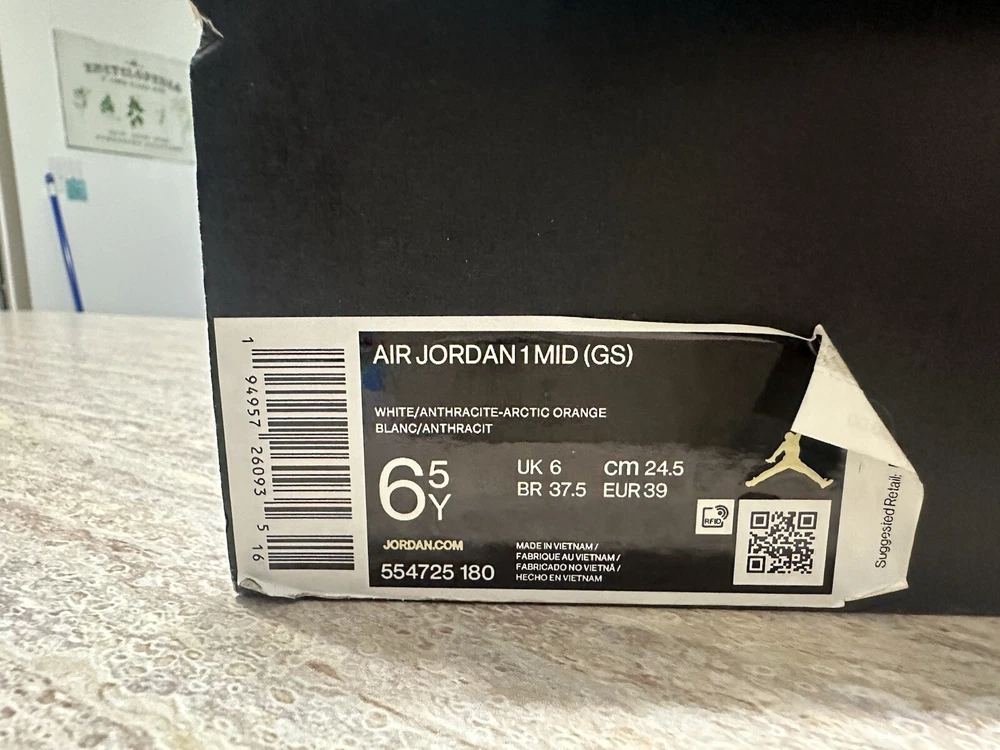 ENCYCLOPEDIA
AIR JORDAN 1 MID (GS)
WHITE/ANTHRACITE-ARCTIC ORANGE
BLANC/ANTHRACIT
6 5 Y
UK 6 cm 24.5
BR 37.5 EUR 39
RFID
JORDAN.COM
554725 180
MADE IN VIETNAM /
FABRIQUE AU VIETNAM /
FABRICADO NO VIETNÃ /
HECHO EN VIETNAM
1 94957 26093 5 16
Suggested Retail: